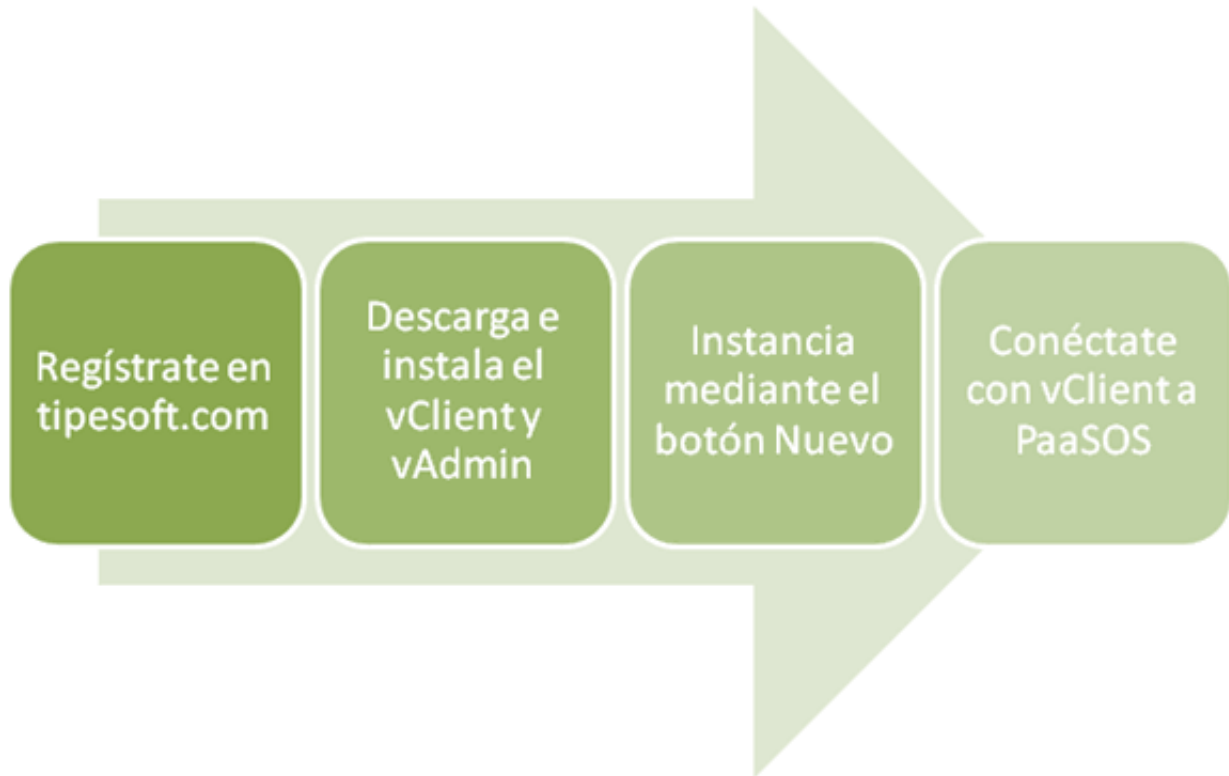 Regístrate en
tipesoft.com
Descarga e
instala el
vClient y
vAdmin
Instancia
mediante el
botón Nuevo
Conéctate
con vClient a
PaaSOS